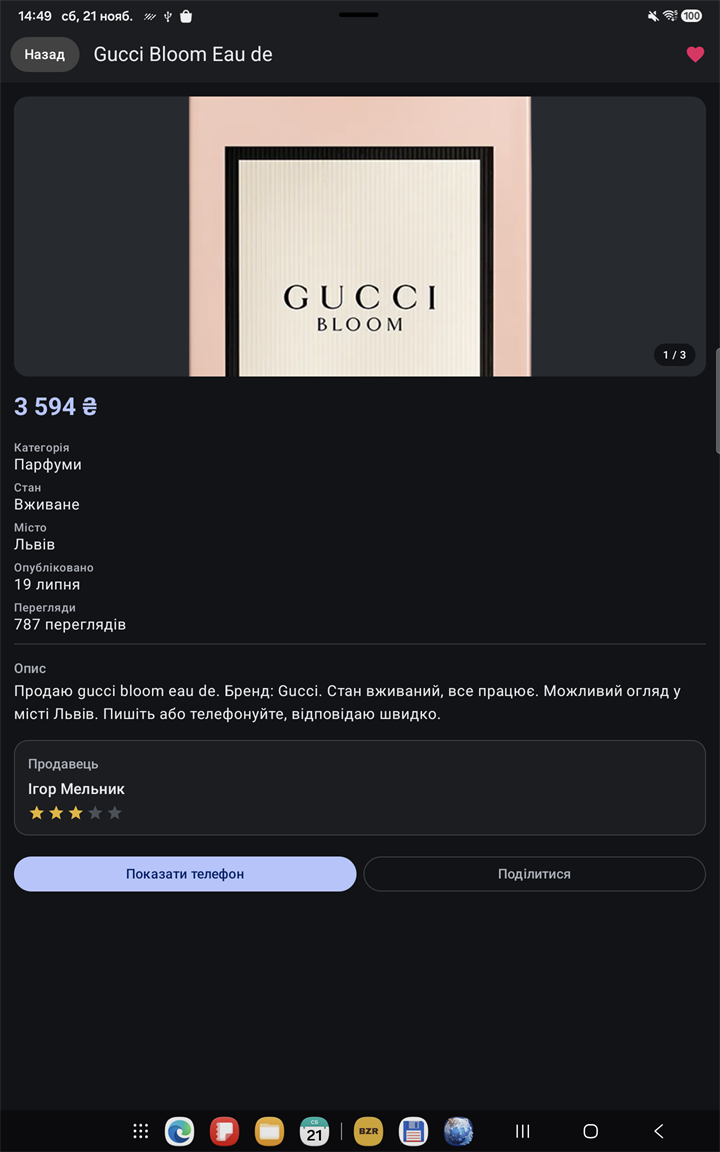 14:49 сб, 21 нояб.
100
Назад
Gucci Bloom Eau de
GUCCI
BLOOM
1 / 3
3 594 ₴
Категорія
Парфуми
Стан
Вживане
Місто
Львів
Опубліковано
19 липня
Перегляди
787 переглядів
Опис
Продаю gucci bloom eau de. Бренд: Gucci. Стан вживаний, все працює. Можливий огляд у
місті Львів. Пишіть або телефонуйте, відповідаю швидко.
Продавець
Ігор Мельник
Показати телефон
Поділитися
СБ
21
BZR